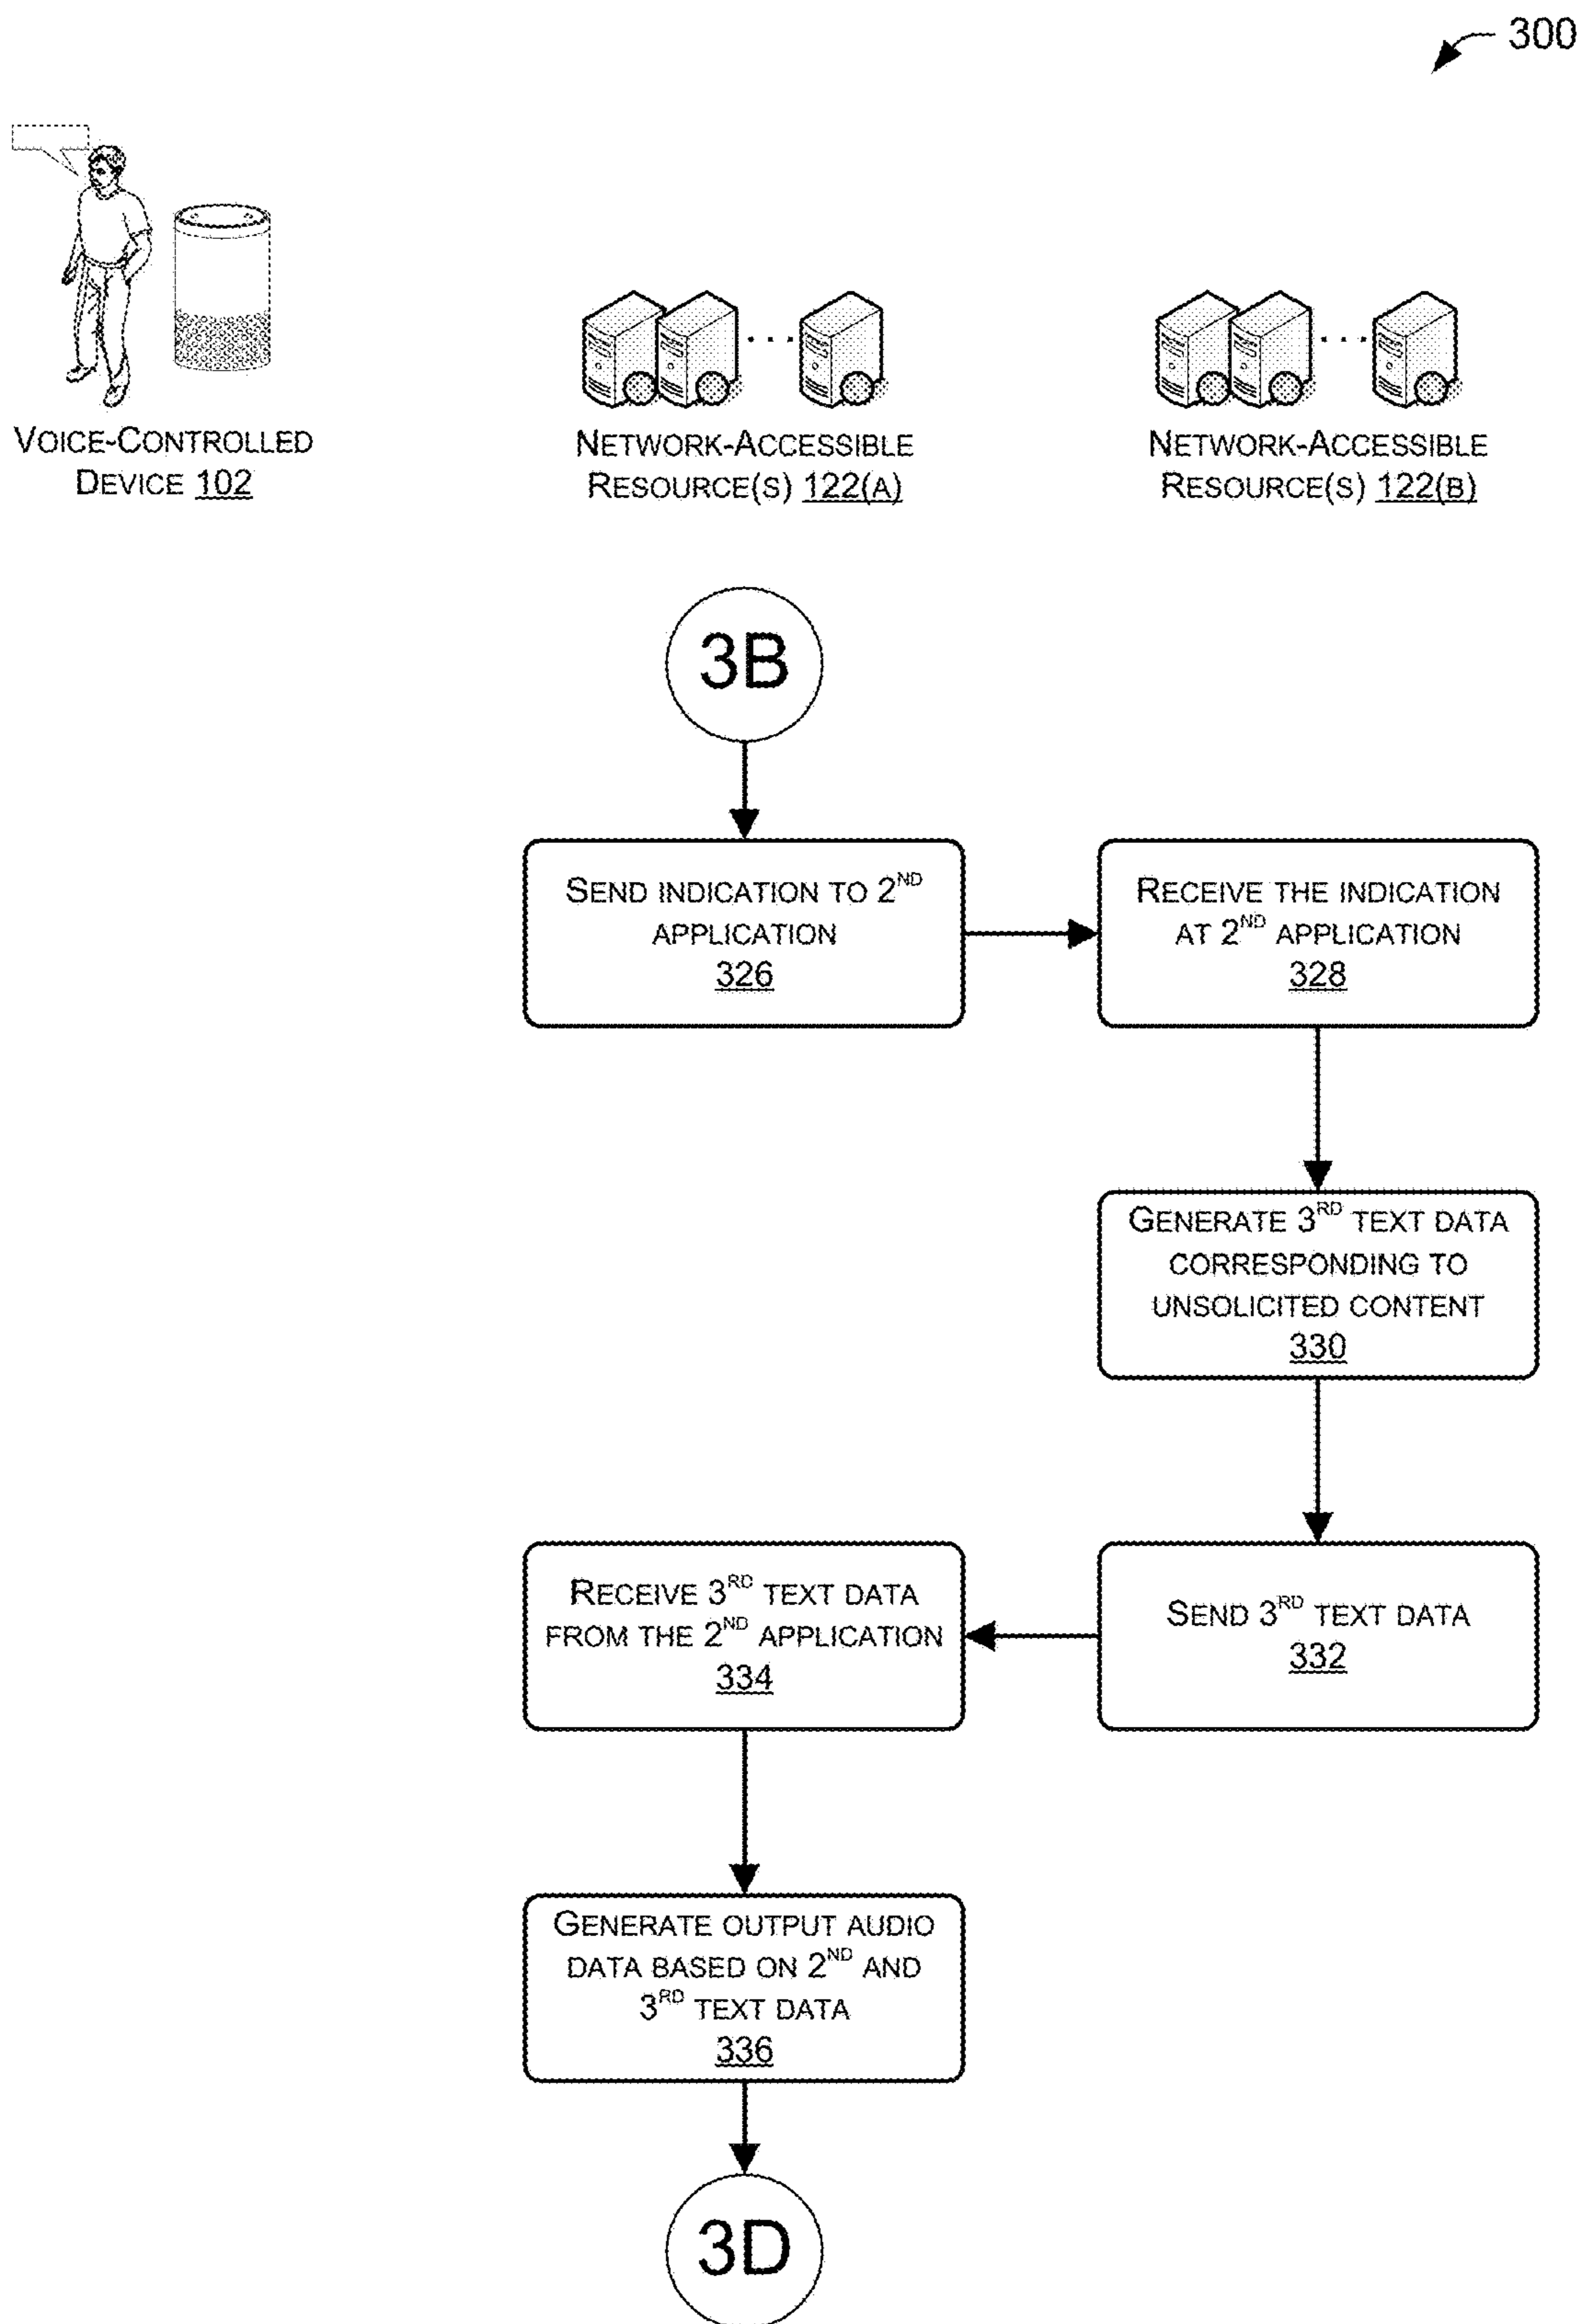 300
VOICE-CONTROLLED
DEVICE 102
NETWORK-ACCESSIBLE
RESOURCE(S) 122(A)
NETWORK-ACCESSIBLE
RESOURCE(S) 122(B)
3B
SEND INDICATION TO 2ND
APPLICATION
326
RECEIVE THE INDICATION
AT 2ND APPLICATION
328
GENERATE 3RD TEXT DATA
CORRESPONDING TO
UNSOLICITED CONTENT
330
RECEIVE 3RD TEXT DATA
FROM THE 2ND APPLICATION
334
SEND 3RD TEXT DATA
332
GENERATE OUTPUT AUDIO
DATA BASED ON 2ND AND
3RD TEXT DATA
336
3D